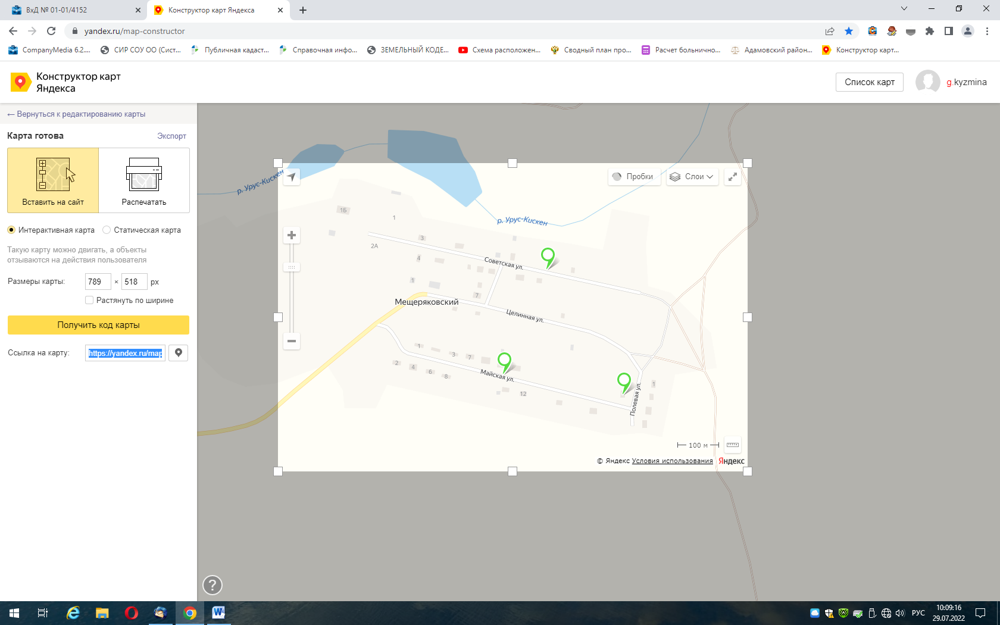 ВхД № 01-01/4152
Конструктор карт Яндекса
yandex.ru/map-constructor
CompanyMedia 6.2....
СИР СОУ ОО (Сист...
Публичная кадаст...
Справочная инфо...
ЗЕМЕЛЬНЫЙ КОДЕ...
Схема расположен...
Сводный план про...
Расчет больнично...
Адамовский район...
Конструктор карт...
Конструктор карт
Яндекса
Список карт
g.kyzmina
← Вернуться к редактированию карты
Карта готова
Экспорт
Вставить на сайт
Распечатать
Интерактивная карта
Статическая карта
Такую карту можно двигать, а объекты
отзываются на действия пользователя
Размеры карты:
789 × 518 px
Растянуть по ширине
Получить код карты
Ссылка на карту:
https://yandex.ru/map
р. Урус-Кискен
Пробки
Слои
р. Урус-Кискен
1Б
1
2А
3
4
Советская ул.
1
7
Мещеряковский
Целинная ул.
1
3
7
2
4
6
8
Майская ул.
12
Полевая ул.
1
100 м
© Яндекс Условия использования
Яндекс
?
РУС
10:09:16
29.07.2022